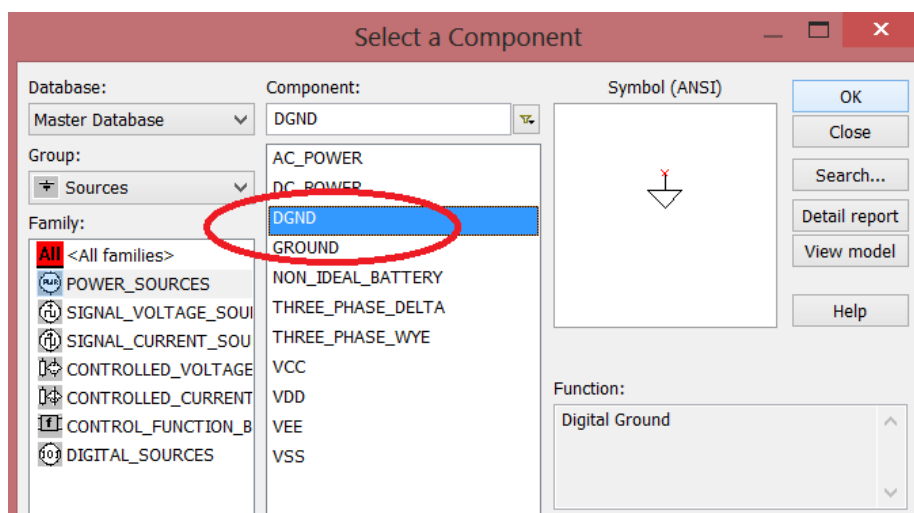 Select a Component
Database:
Master Database
Group:
Sources
Family:
All <All families>
POWER_SOURCES
SIGNAL_VOLTAGE_SOU
SIGNAL_CURRENT_SOU
CONTROLLED_VOLTAGE
CONTROLLED_CURRENT
CONTROL_FUNCTION_B
DIGITAL_SOURCES
Component:
DGND
AC_POWER
DC_POWER
DGND
GROUND
NON_IDEAL_BATTERY
THREE_PHASE_DELTA
THREE_PHASE_WYE
VCC
VDD
VEE
VSS
Symbol (ANSI)
Function:
Digital Ground
OK
Close
Search...
Detail report
View model
Help